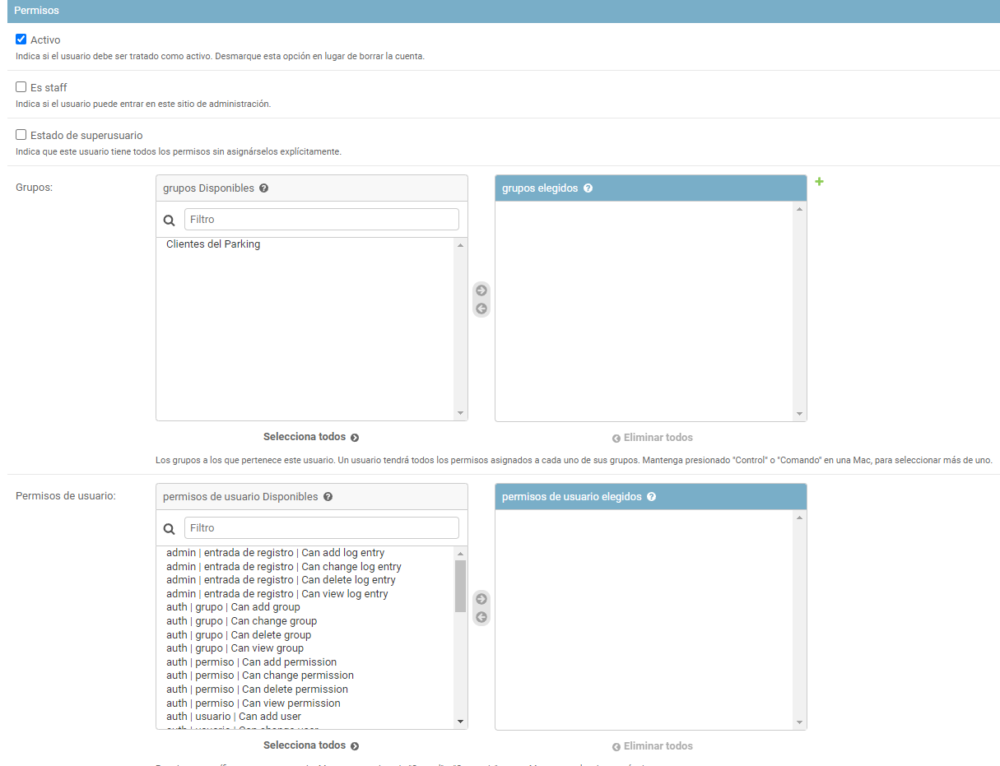 Permisos
Activo
Indica si el usuario debe ser tratado como activo. Desmarque esta opción en lugar de borrar la cuenta.
Es staff
Indica si el usuario puede entrar en este sitio de administración.
Estado de superusuario
Indica que este usuario tiene todos los permisos sin asignárselos explícitamente.
Grupos:
grupos Disponibles
Filtro
Clientes del Parking
Selecciona todos
grupos elegidos
Eliminar todos
Los grupos a los que pertenece este usuario. Un usuario tendrá todos los permisos asignados a cada uno de sus grupos. Mantenga presionado "Control" o "Comando" en una Mac, para seleccionar más de uno.
Permisos de usuario:
permisos de usuario Disponibles
Filtro
admin | entrada de registro | Can add log entry
admin | entrada de registro | Can change log entry
admin | entrada de registro | Can delete log entry
admin | entrada de registro | Can view log entry
auth | grupo | Can add group
auth | grupo | Can change group
auth | grupo | Can delete group
auth | grupo | Can view group
auth | permiso | Can add permission
auth | permiso | Can change permission
auth | permiso | Can delete permission
auth | permiso | Can view permission
auth | usuario | Can add user
auth | usuario | Can change user
Selecciona todos
permisos de usuario elegidos
Eliminar todos